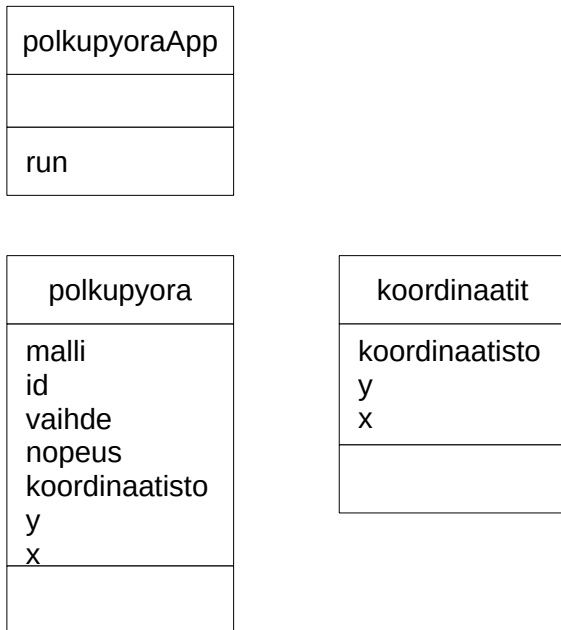 polkupyoraApp
run
polkupyora
malli
id
vaihde
nopeus
koordinaatisto
y
x
koordinaatit
koordinaatisto
y
x